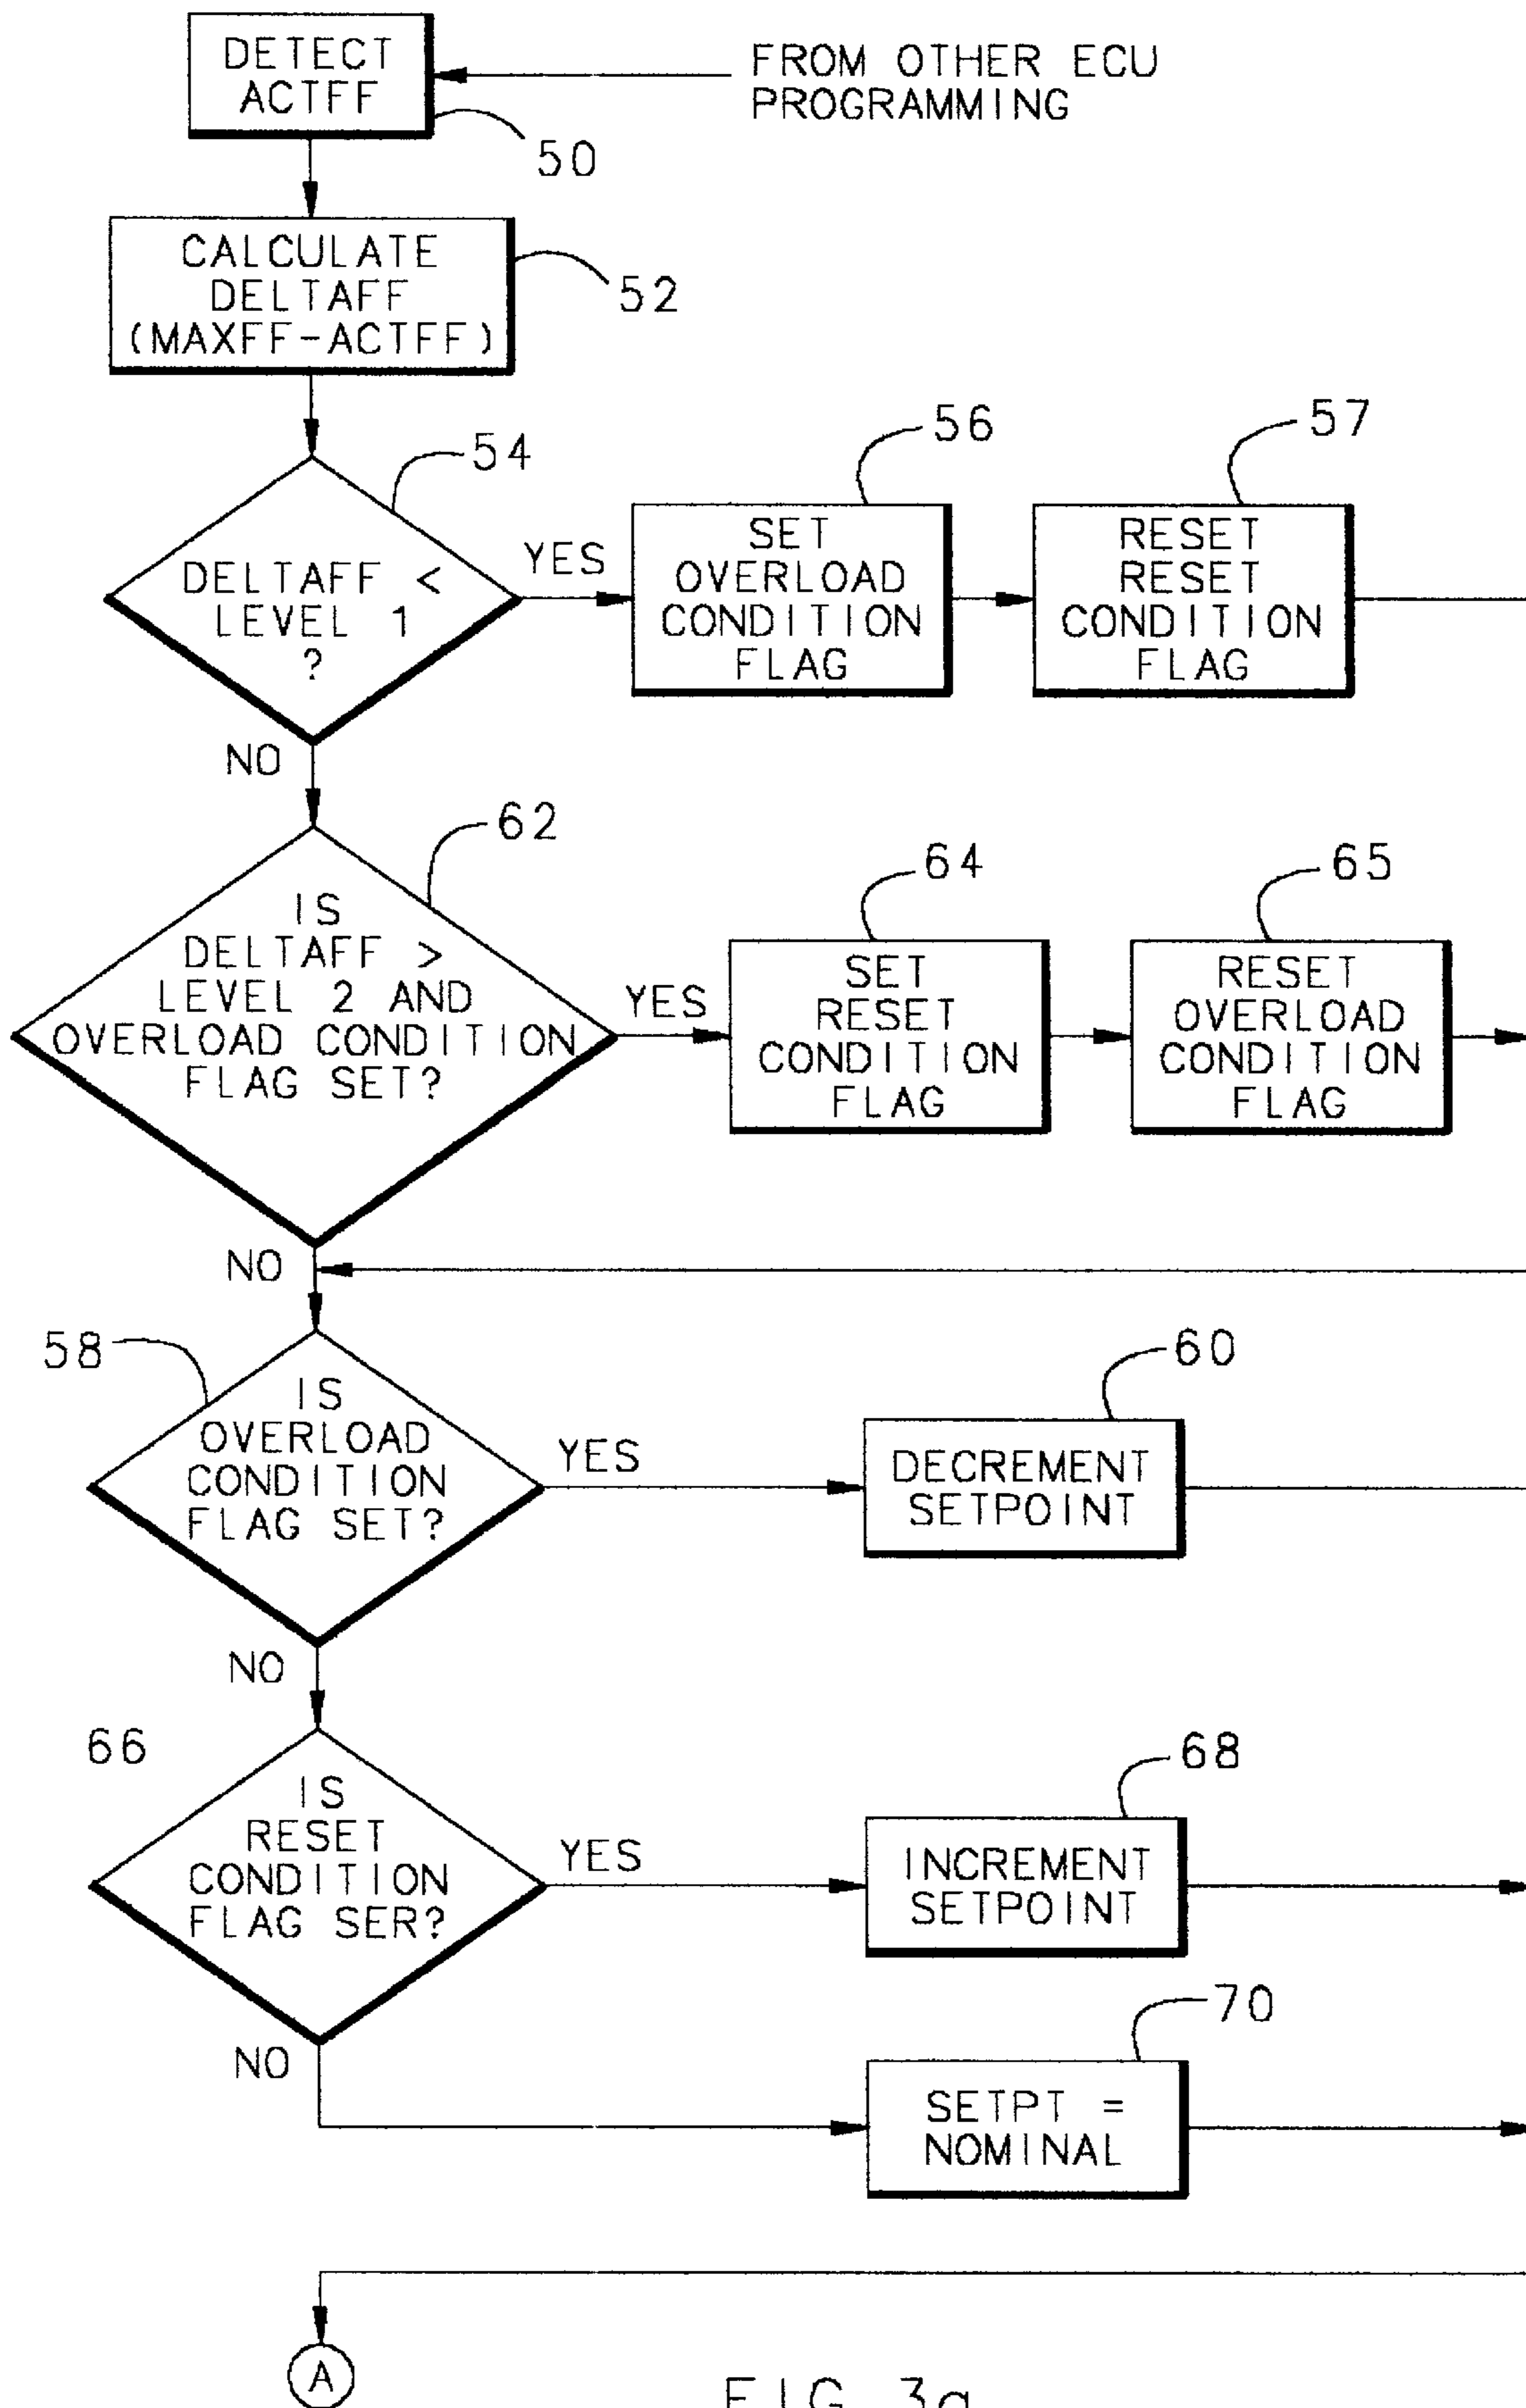 DETECT
ACTFF
FROM OTHER ECU
PROGRAMMING
50
CALCULATE
DELTAFF
(MAXFF-ACTFF)
52
54
DELTAFF <
LEVEL 1
?
YES
NO
56
SET
OVERLOAD
CONDITION
FLAG
57
RESET
RESET
CONDITION
FLAG
62
IS
DELTAFF >
LEVEL 2 AND
OVERLOAD CONDITION
FLAG SET?
YES
NO
64
SET
RESET
CONDITION
FLAG
65
RESET
OVERLOAD
CONDITION
FLAG
58
IS
OVERLOAD
CONDITION
FLAG SET?
YES
NO
60
DECREMENT
SETPOINT
66
IS
RESET
CONDITION
FLAG SER?
YES
NO
68
INCREMENT
SETPOINT
70
SETPT =
NOMINAL
A
FIG 3a